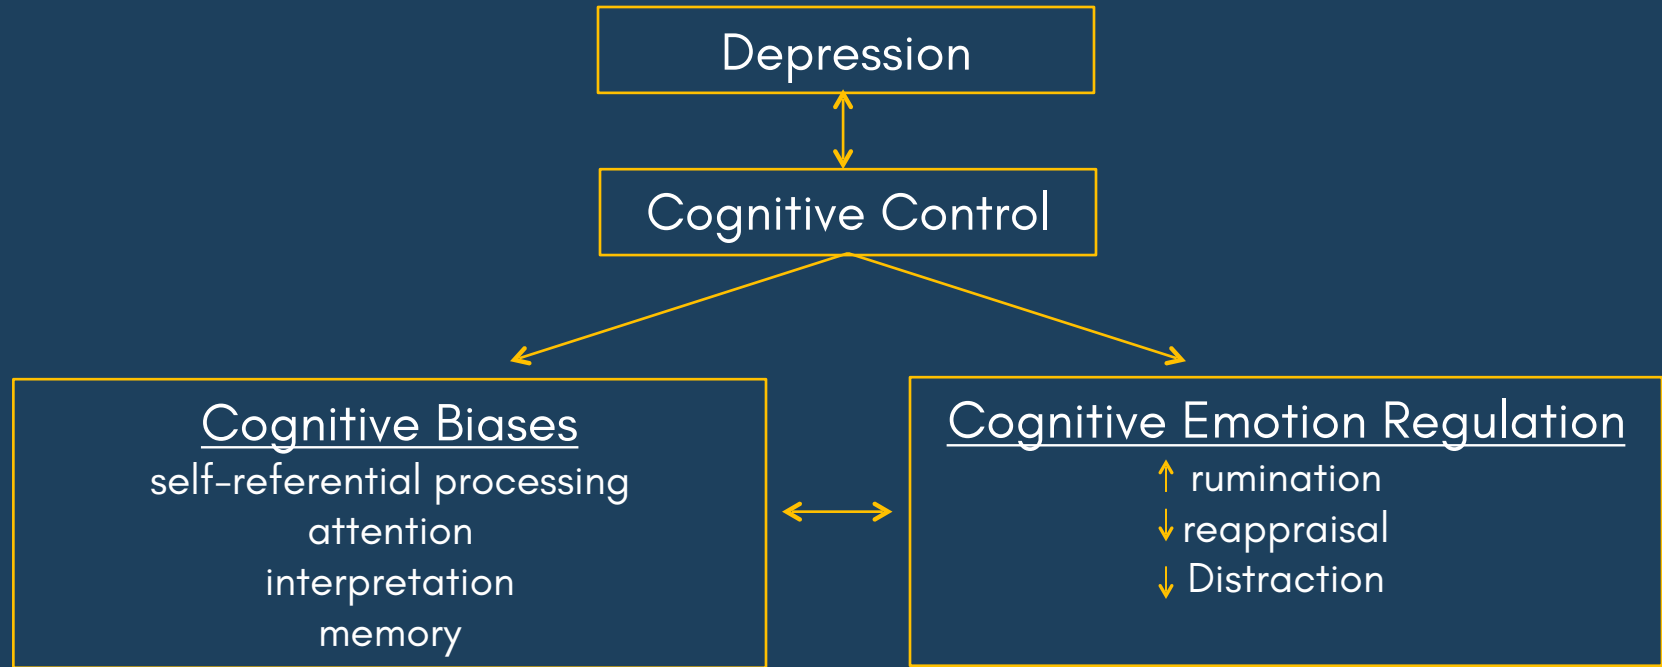 Depression
Cognitive Control
Cognitive Biases
self-referential processing
attention
interpretation
memory
Cognitive Emotion Regulation
↑ rumination
↓ reappraisal
↓ Distraction